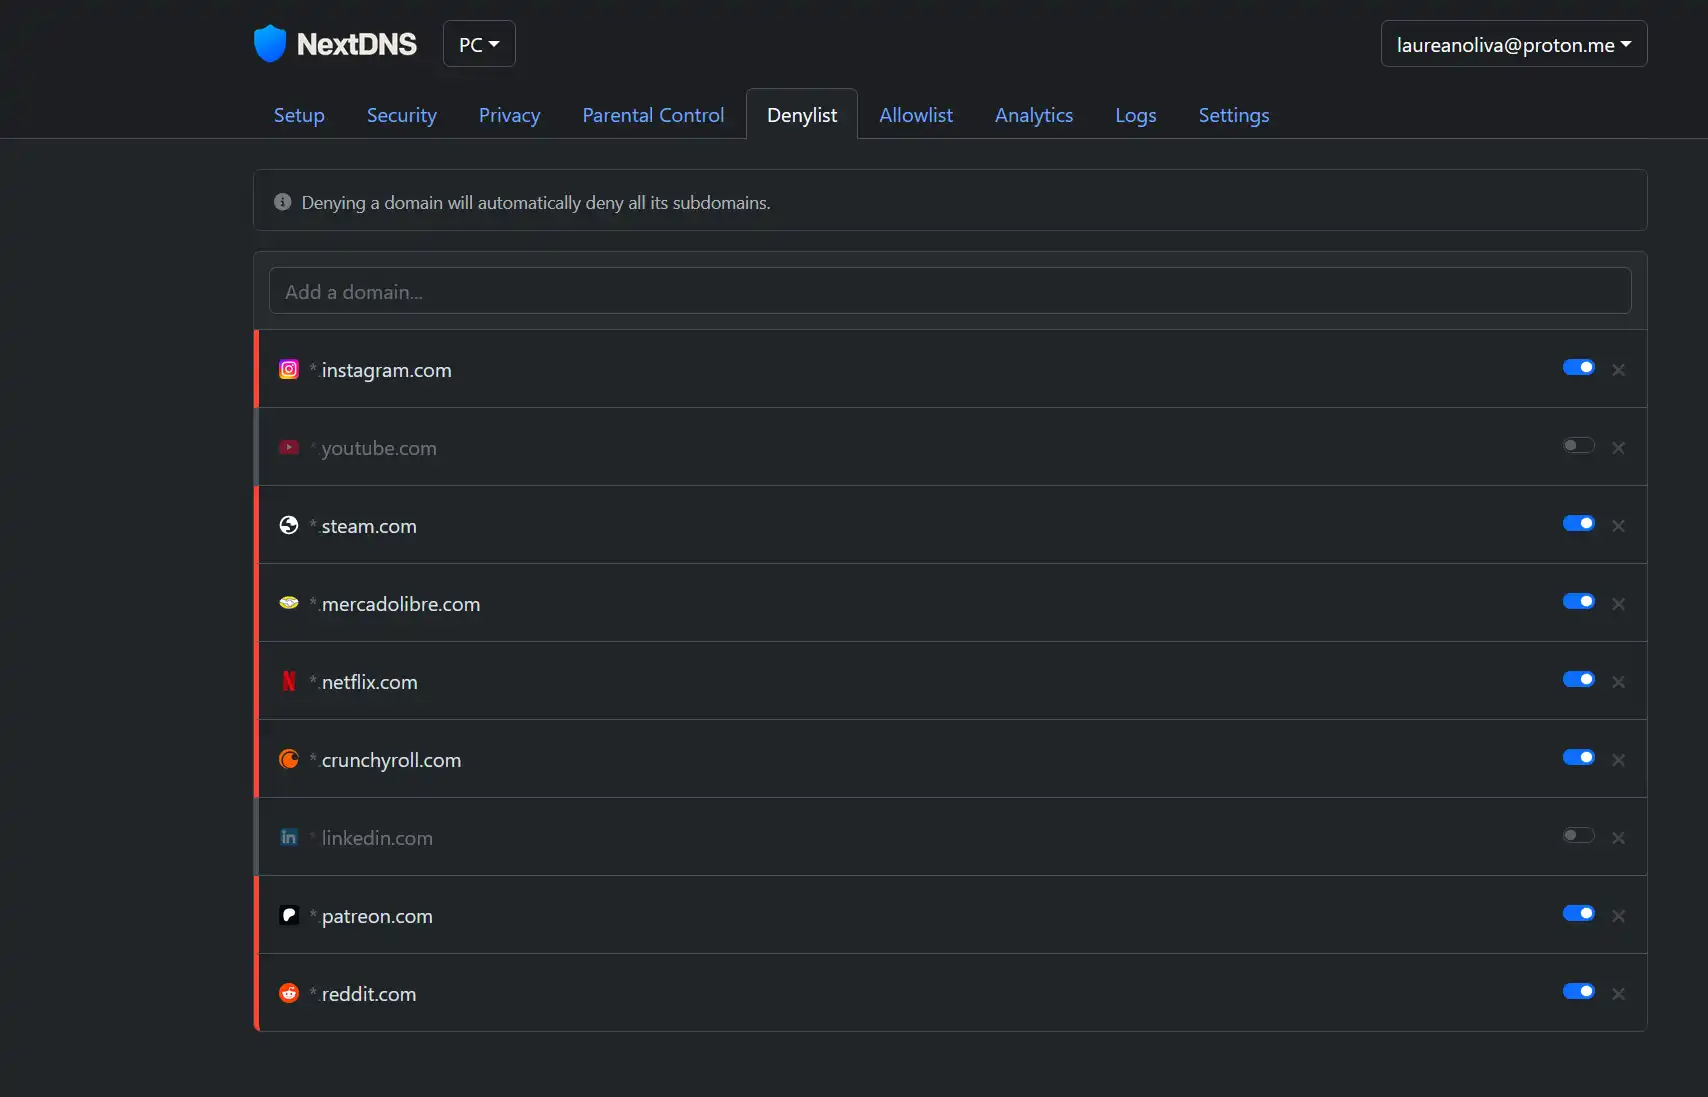 NextDNS PC laureanoliva@proton.me
Setup Security Privacy Parental Control Denylist Allowlist Analytics Logs Settings
Denying a domain will automatically deny all its subdomains.
Add a domain...
*.instagram.com
*.youtube.com
*.steam.com
*.mercadolibre.com
*.netflix.com
*.crunchyroll.com
*.linkedin.com
*.patreon.com
*.reddit.com